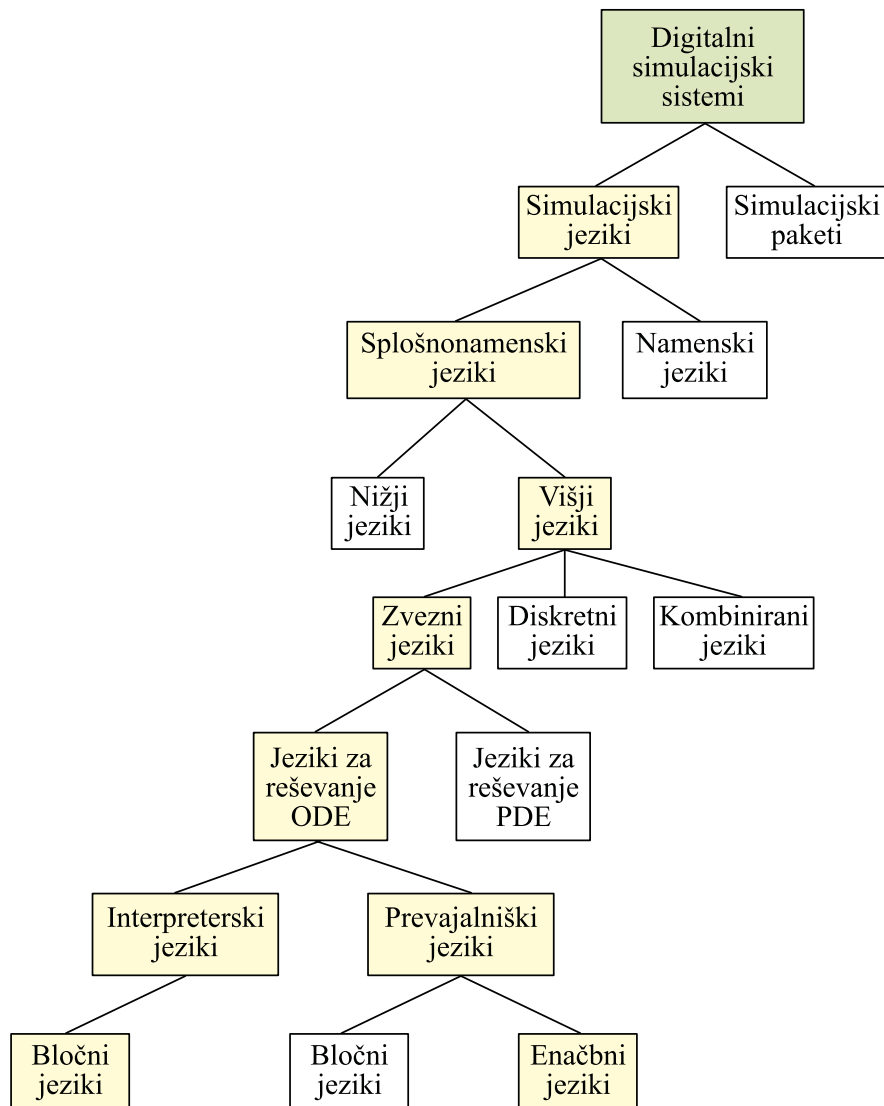 Digitalni
simulacijski
sistemi
Simulacijski
jeziki
Simulacijski
paketi
Splošnonamenski
jeziki
Namenski
jeziki
Nižji
jeziki
Višji
jeziki
Zvezni
jeziki
Diskretni
jeziki
Kombinirani
jeziki
Jeziki za
reševanje
ODE
Jeziki za
reševanje
PDE
Interpreterski
jeziki
Prevajalniški
jeziki
Bločni
jeziki
Bločni
jeziki
Enačbni
jeziki